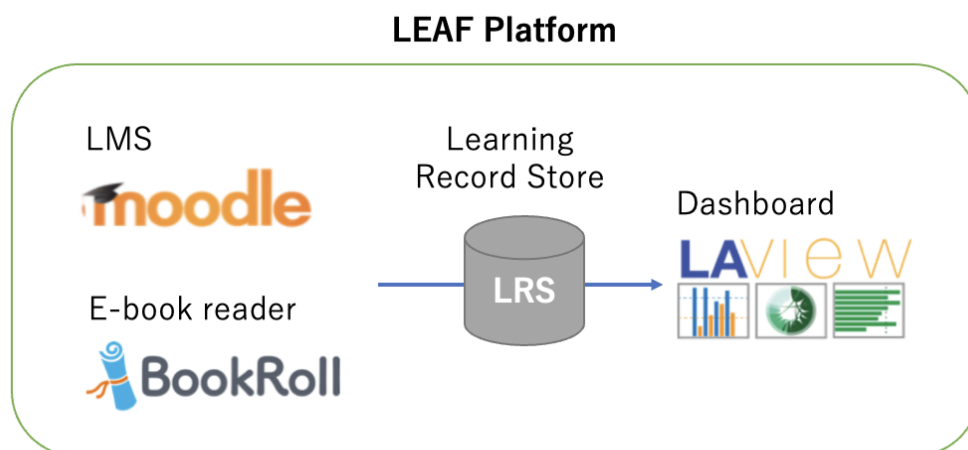 LEAF Platform
LMS
moodle
E-book reader
BookRoll
Learning
Record Store
LRS
Dashboard
LAVIEW